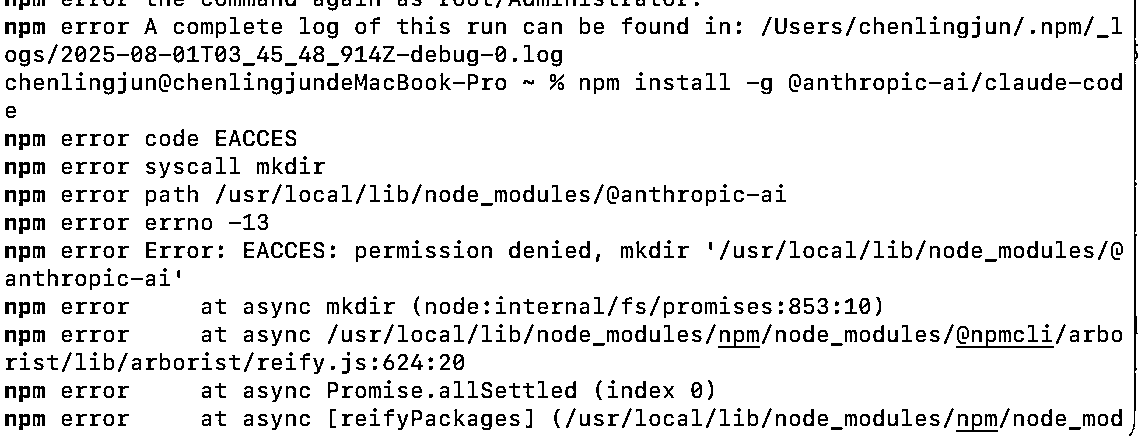 npm error the command again as root/Administrator.
npm error A complete log of this run can be found in: /Users/chenlingjun/.npm/_l
ogs/2025-08-01T03_45_48_914Z-debug-0.log
chenlingjun@chenlingjundeMacBook-Pro ~ % npm install -g @anthropic-ai/claude-cod
e
npm error code EACCES
npm error syscall mkdir
npm error path /usr/local/lib/node_modules/@anthropic-ai
npm error errno -13
npm error Error: EACCES: permission denied, mkdir '/usr/local/lib/node_modules/@
anthropic-ai'
npm error     at async mkdir (node:internal/fs/promises:853:10)
npm error     at async /usr/local/lib/node_modules/npm/node_modules/@npmcli/arbo
rist/lib/arborist/reify.js:624:20
npm error     at async Promise.allSettled (index 0)
npm error     at async [reifyPackages] (/usr/local/lib/node_modules/npm/node_mod